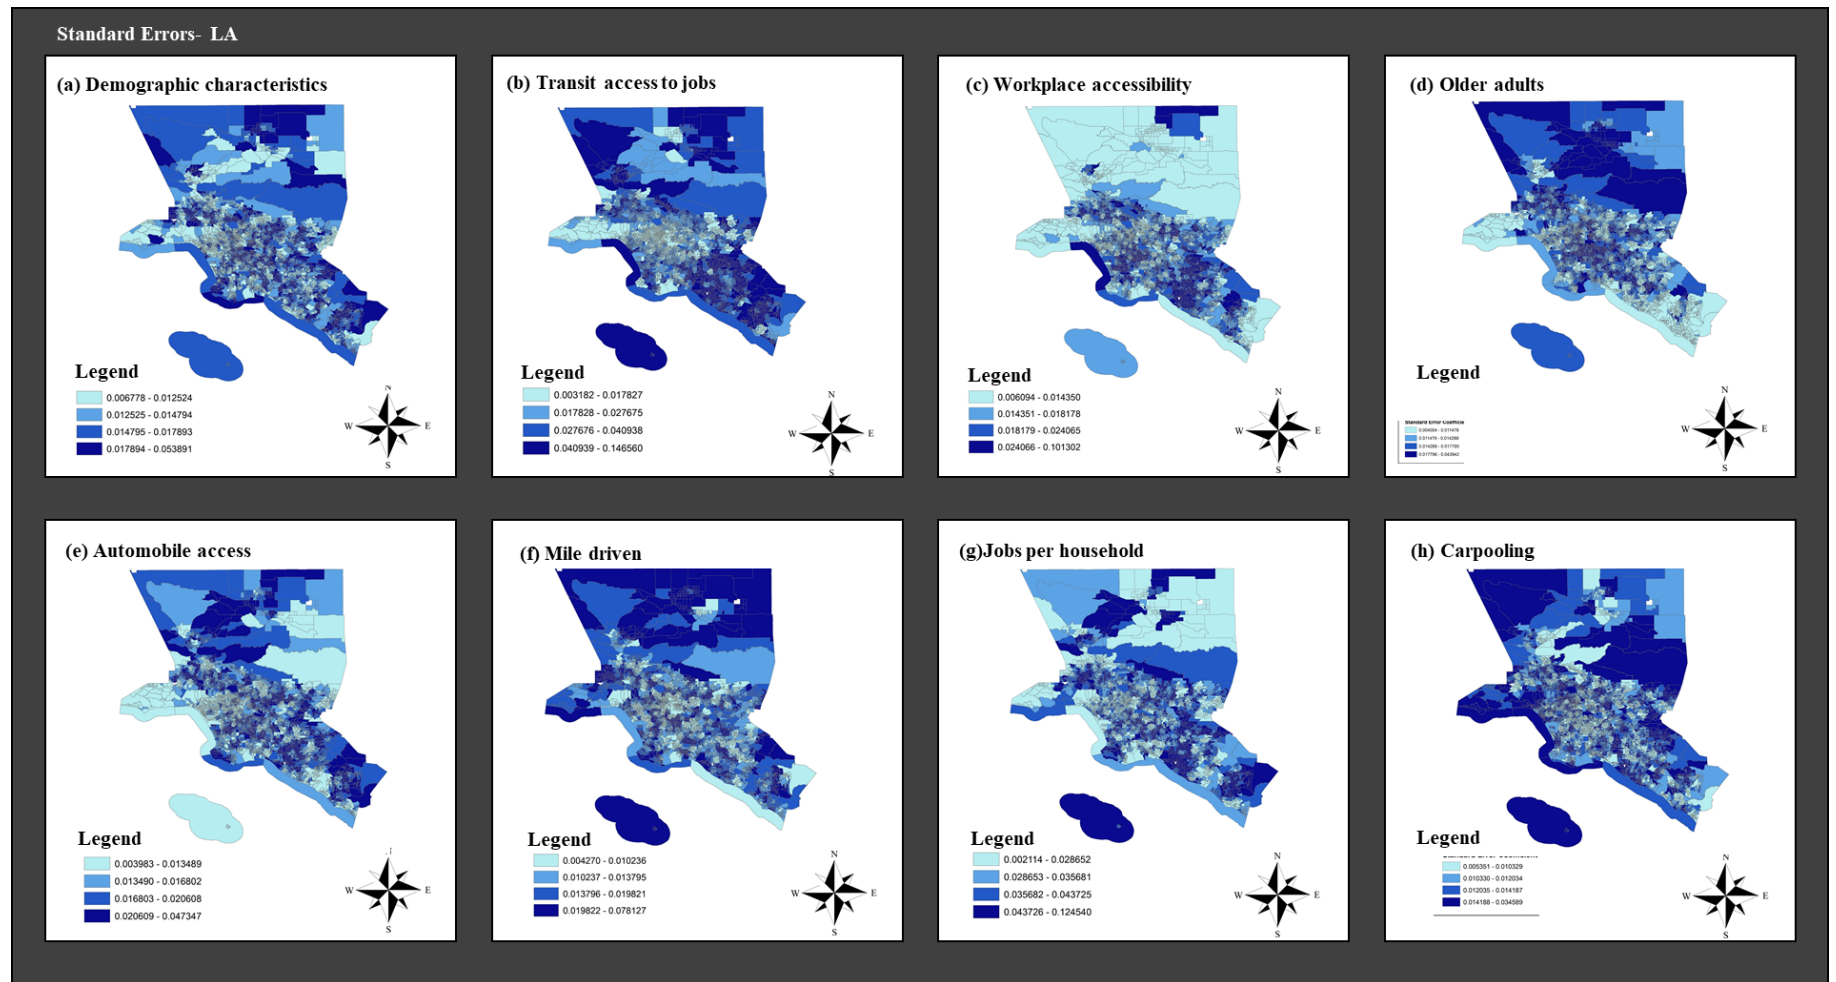 Standard Errors- LA
(a) Demographic characteristics
Legend
0.006778 - 0.012524
0.012525 - 0.014794
0.014795 - 0.017893
0.017894 - 0.053891
N
W
E
S
(b) Transit access to jobs
Legend
0.003182 - 0.017827
0.017828 - 0.027675
0.027676 - 0.040938
0.040939 - 0.146560
N
W
E
S
(c) Workplace accessibility
Legend
0.006094 - 0.014350
0.014351 - 0.018178
0.018179 - 0.024065
0.024066 - 0.101302
N
W
E
S
(d) Older adults
Legend
Standard Error Coefficie
N
W
E
S
(e) Automobile access
Legend
0.003983 - 0.013489
0.013490 - 0.016802
0.016803 - 0.020608
0.020609 - 0.047347
W
E
S
(f) Mile driven
Legend
0.004270 - 0.010236
0.010237 - 0.013795
0.013796 - 0.019821
0.019822 - 0.078127
N
W
E
S
(g)Jobs per household
Legend
0.002114 - 0.028652
0.028653 - 0.035681
0.035682 - 0.043725
0.043726 - 0.124540
N
W
E
S
(h) Carpooling
Legend
0.005351 - 0.010329
0.010330 - 0.012034
0.012035 - 0.014187
0.014188 - 0.034589
N
W
E
S